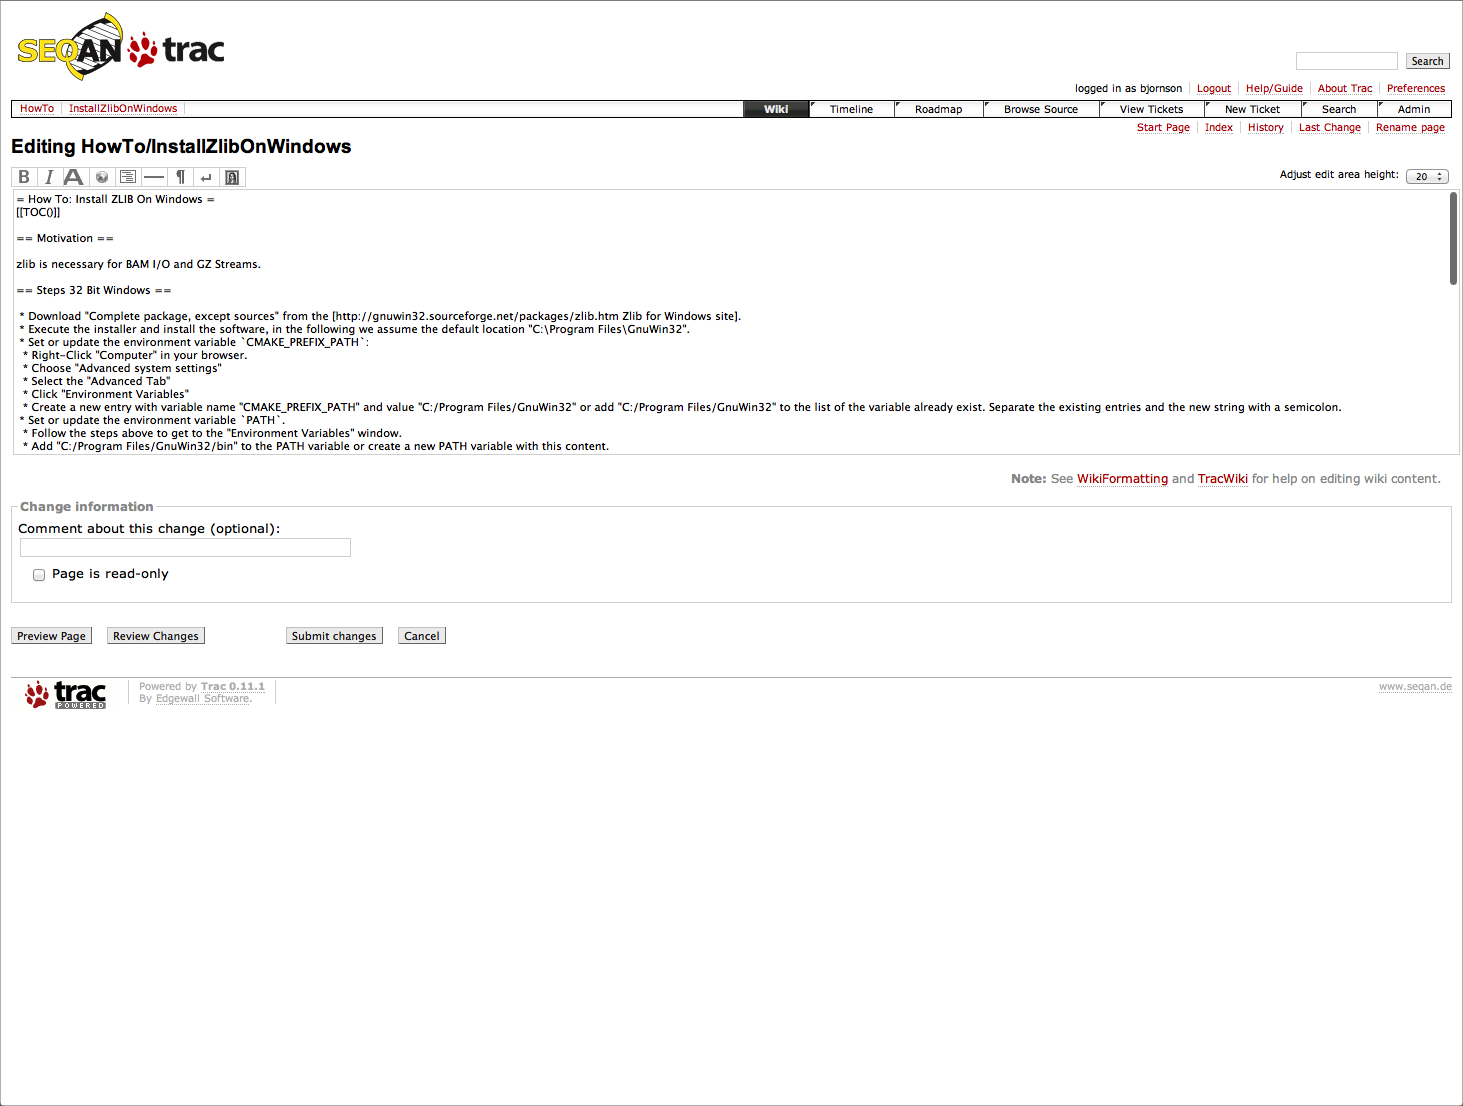 SEQAN trac
Search
logged in as bjornson Logout Help/Guide About Trac Preferences
HowTo InstallZlibOnWindows Wiki Timeline Roadmap Browse Source View Tickets New Ticket Search Admin
Start Page Index History Last Change Rename page
Editing HowTo/InstallZlibOnWindows
B I A ¶ ↵ Adjust edit area height: 20
= How To: Install ZLIB On Windows =
[[TOC()]]
== Motivation ==
zlib is necessary for BAM I/O and GZ Streams.
== Steps 32 Bit Windows ==
* Download "Complete package, except sources" from the [http://gnuwin32.sourceforge.net/packages/zlib.htm Zlib for Windows site].
* Execute the installer and install the software, in the following we assume the default location "C:\Program Files\GnuWin32".
* Set or update the environment variable `CMAKE_PREFIX_PATH`:
* Right-Click "Computer" in your browser.
* Choose "Advanced system settings"
* Select the "Advanced Tab"
* Click "Environment Variables"
* Create a new entry with variable name "CMAKE_PREFIX_PATH" and value "C:/Program Files/GnuWin32" or add "C:/Program Files/GnuWin32" to the list of the variable already exist. Separate the existing entries and the new string with a semicolon.
* Set or update the environment variable `PATH`.
* Follow the steps above to get to the "Environment Variables" window.
* Add "C:/Program Files/GnuWin32/bin" to the PATH variable or create a new PATH variable with this content.
Note: See WikiFormatting and TracWiki for help on editing wiki content.
Change information
Comment about this change (optional):
Page is read-only
Preview Page Review Changes Submit changes Cancel
trac POWERED
Powered by Trac 0.11.1
By Edgewall Software.
www.seqan.de